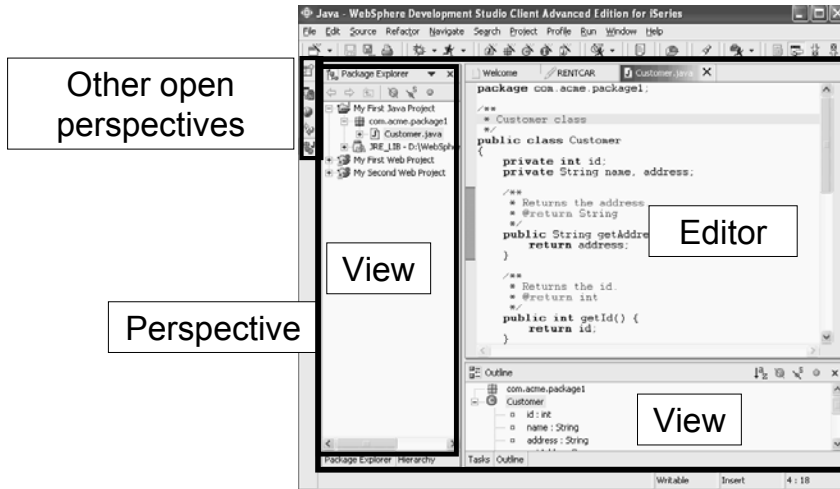 Java - WebSphere Development Studio Client Advanced Edition for iSeries
File Edit Source Refactor Navigate Search Project Profile Run Window Help
Other open
perspectives
Package Explorer
My First Java Project
com.acme.package1
Customer.java
JRE_LIB - D:\WebSphe
My First Web Project
My Second Web Project
View
Perspective
Package Explorer Hierarchy
Welcome RENTCAR Customer.java
package com.acme.package1;
/**
* Customer class
*/
public class Customer
{
private int id;
private String name, address;
/**
* Returns the address
* @return String
*/
public String getAddre
return address;
}
/**
* Returns the id.
* @return int
*/
public int getId() {
return id;
}
Editor
Outline
com.acme.package1
Customer
id : int
name : String
address : String
View
Tasks Outline
Writable Insert 4 : 18